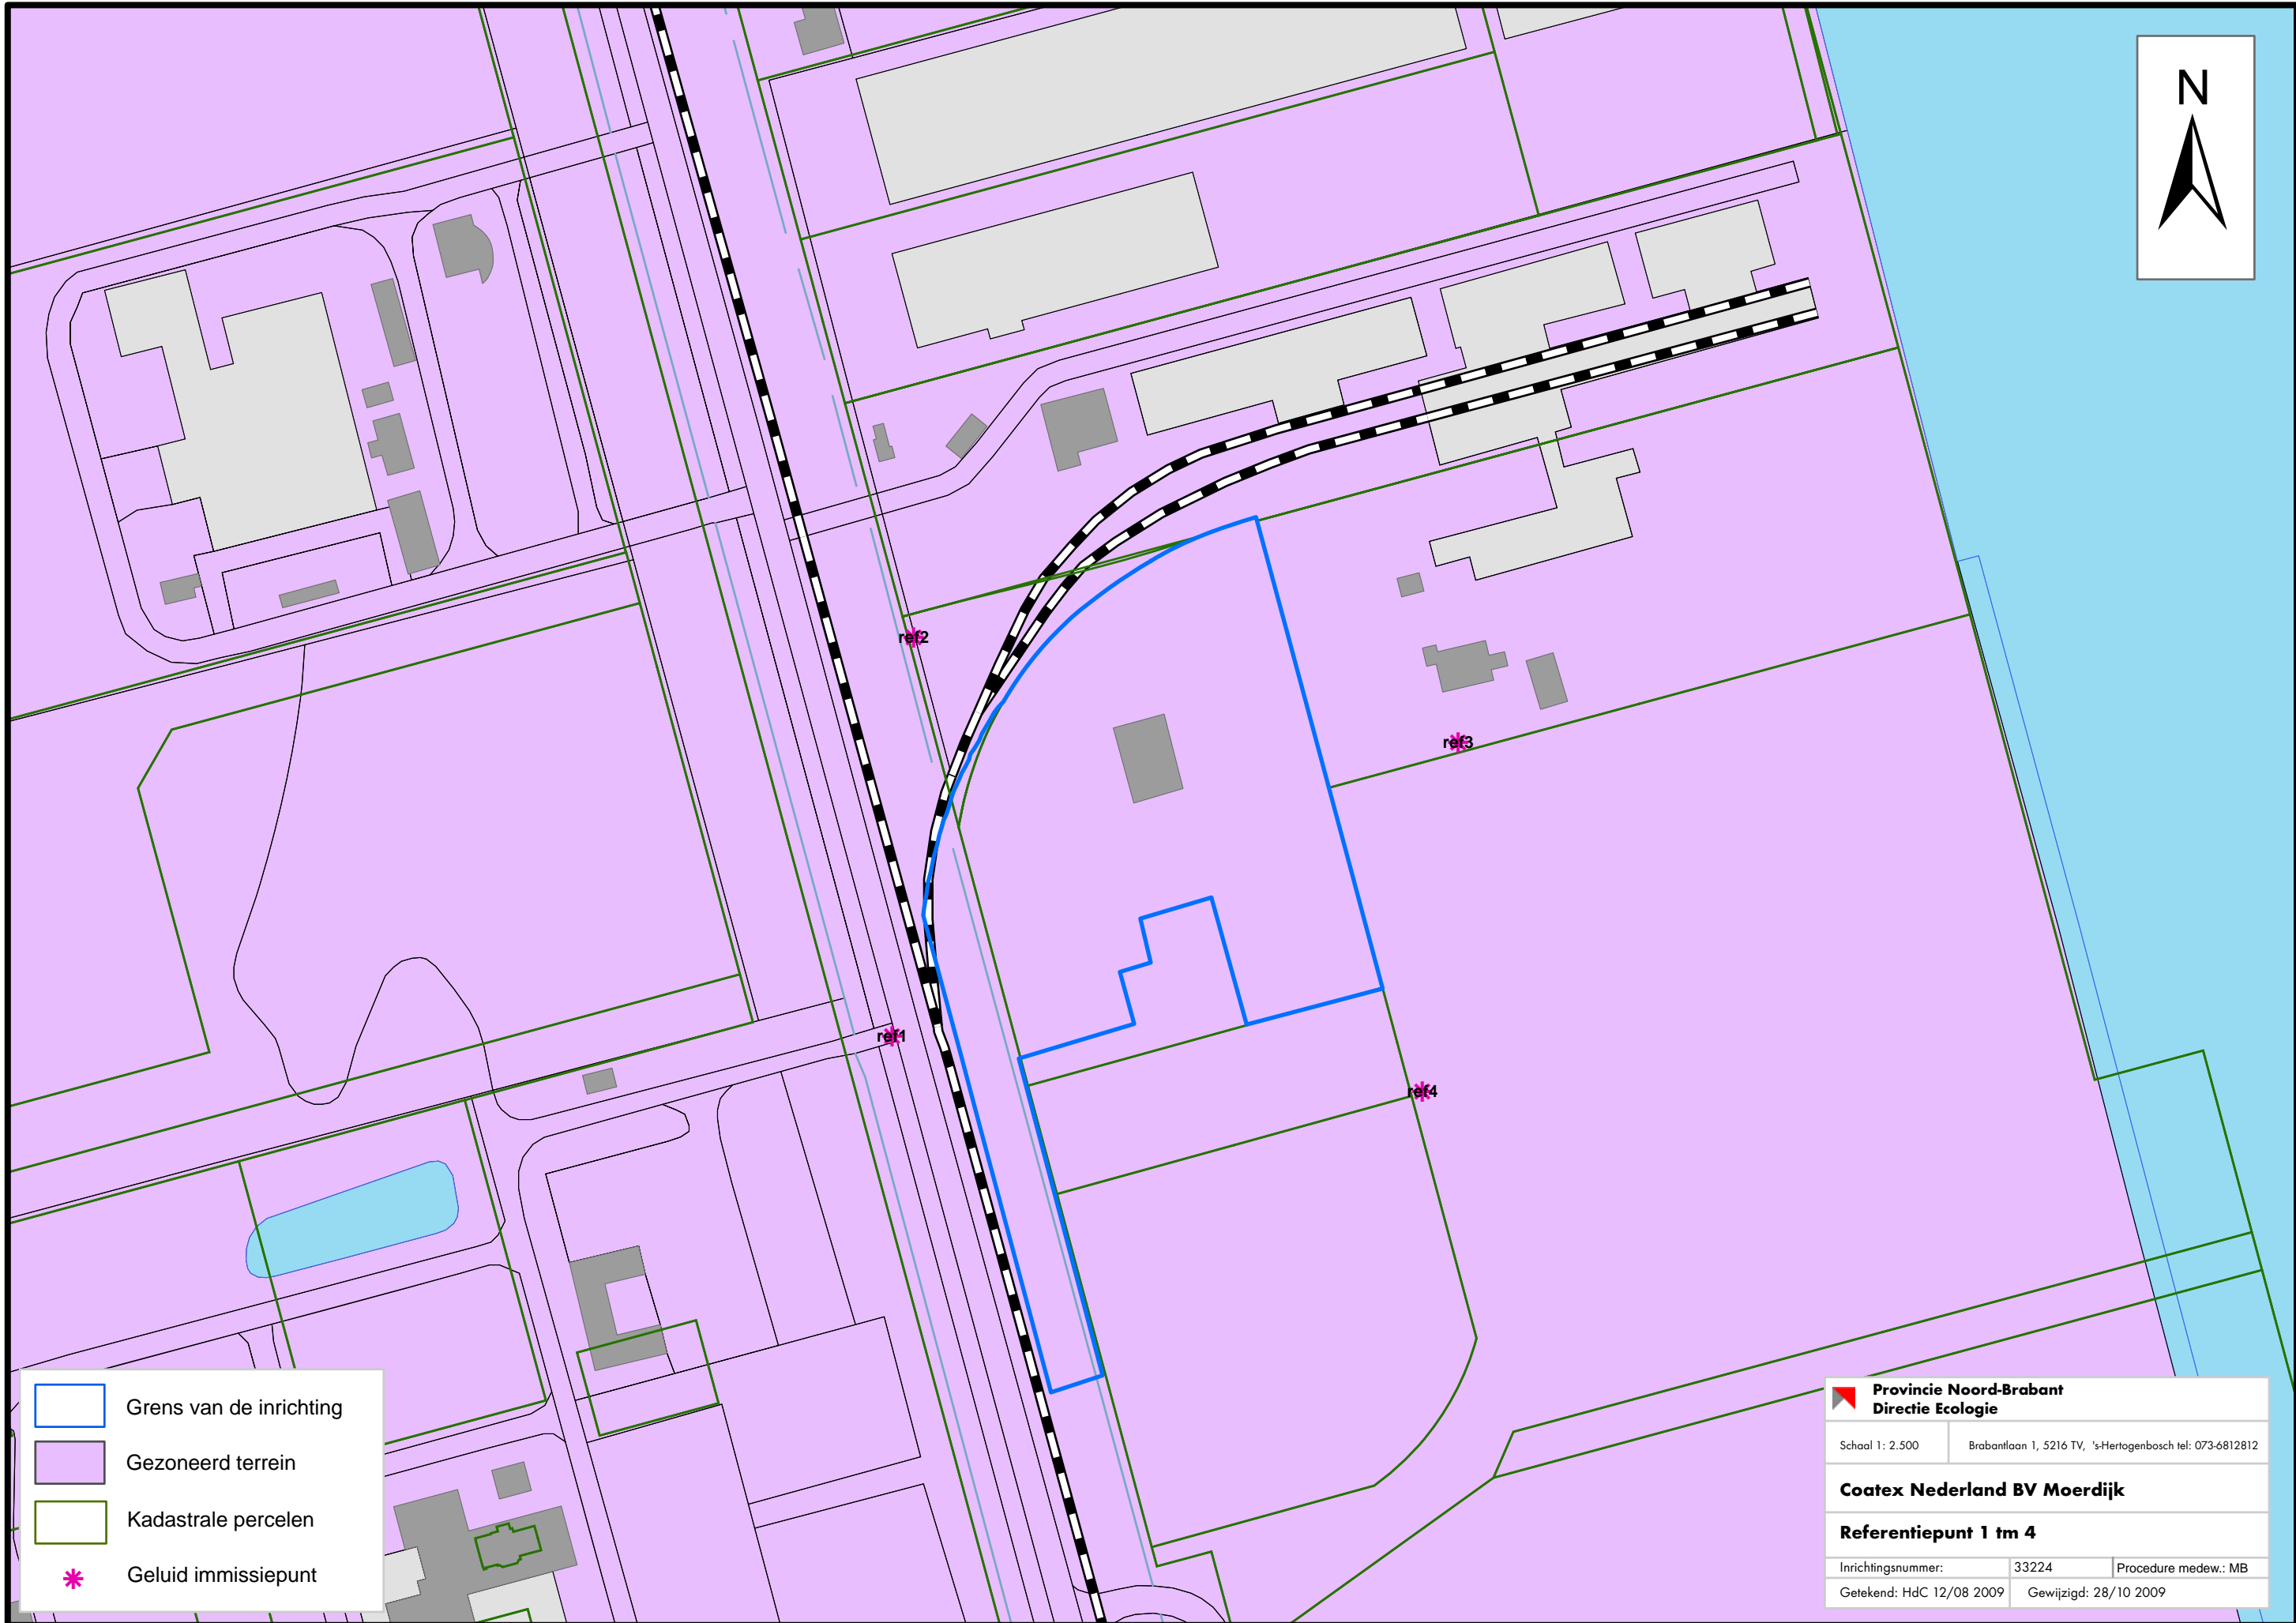 N
ref2
ref3
ref1
ref4
Grens van de inrichting
Gezoneerd terrein
Kadastrale percelen
Geluid immissiepunt
Provincie Noord-Brabant
Directie Ecologie
Schaal 1: 2.500
Brabantlaan 1, 5216 TV, 's-Hertogenbosch tel: 073-6812812
Coatex Nederland BV Moerdijk
Referentiepunt 1 tm 4
Inrichtingsnummer: 33224 Procedure medew.: MB
Getekend: HdC 12/08 2009 Gewijzigd: 28/10 2009